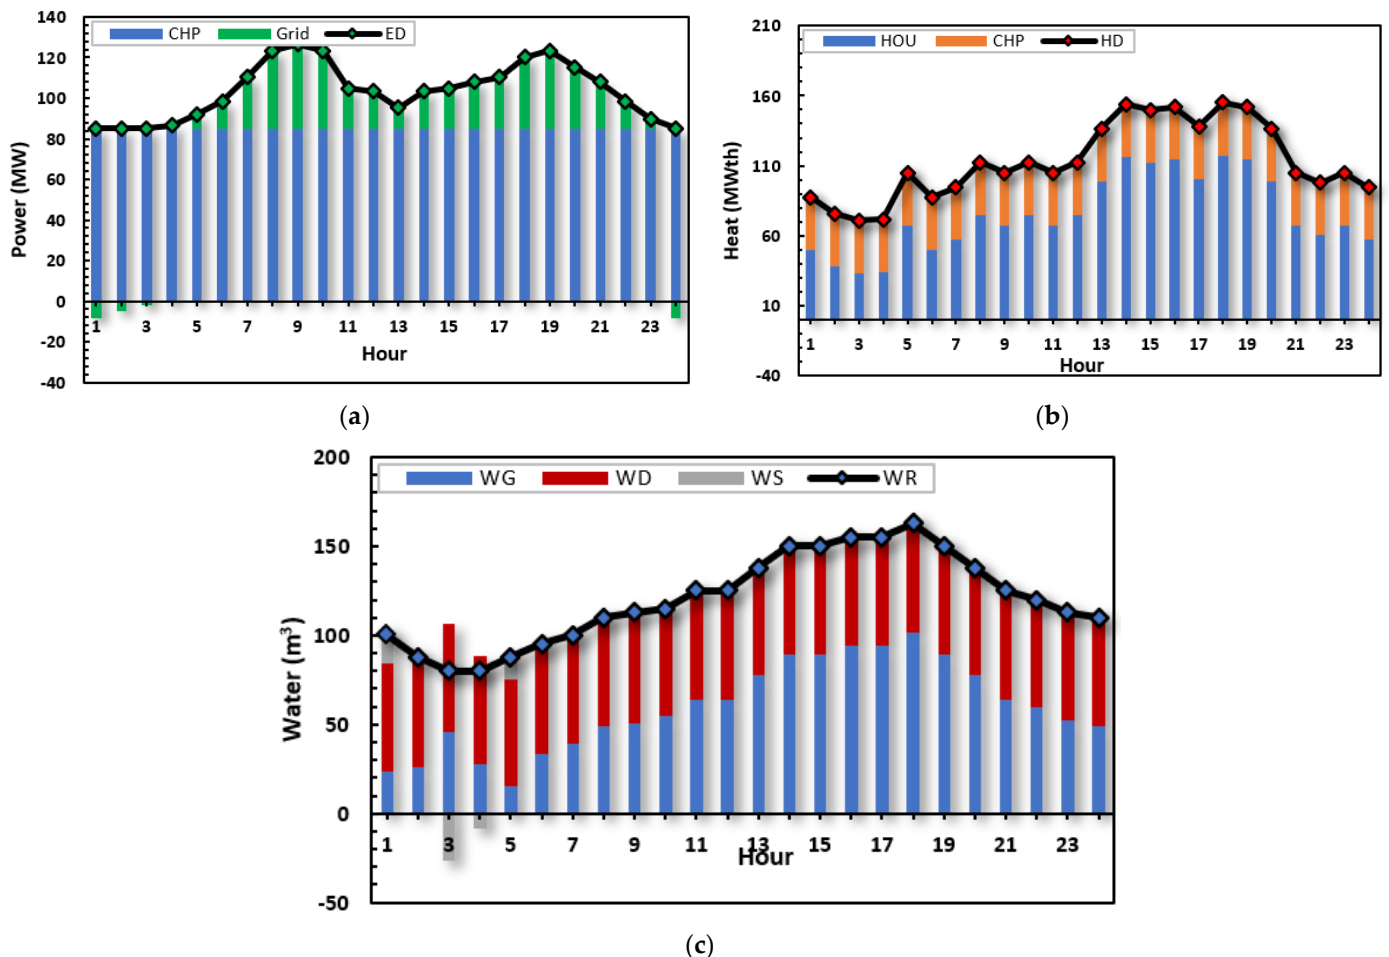 140
120
100
80
60
40
20
0
-20
-40
Power (MW)
CHP Grid ED
1 3 5 7 9 11 13 15 17 19 21 23
Hour
(a)
210
160
110
60
10
-40
Heat (MWth)
HOU CHP HD
1 3 5 7 9 11 13 15 17 19 21 23
Hour
(b)
200
150
100
50
0
-50
Water (m³)
WG WD WS WR
1 3 5 7 9 11 13 15 17 19 21 23
Hour
(c)